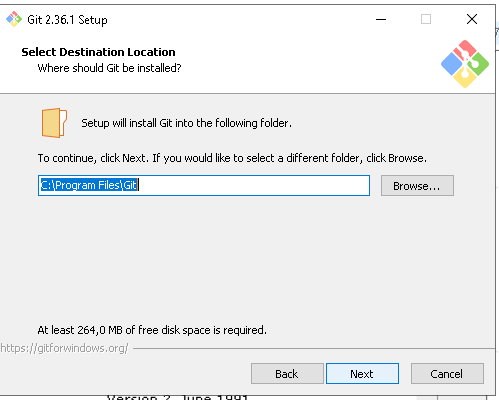 Git 2.36.1 Setup
Select Destination Location
Where should Git be installed?
Setup will install Git into the following folder.
To continue, click Next. If you would like to select a different folder, click Browse.
C:\Program Files\Git
Browse...
At least 264,0 MB of free disk space is required.
https://gitforwindows.org/
Back
Next
Cancel
Version 2, June 1991